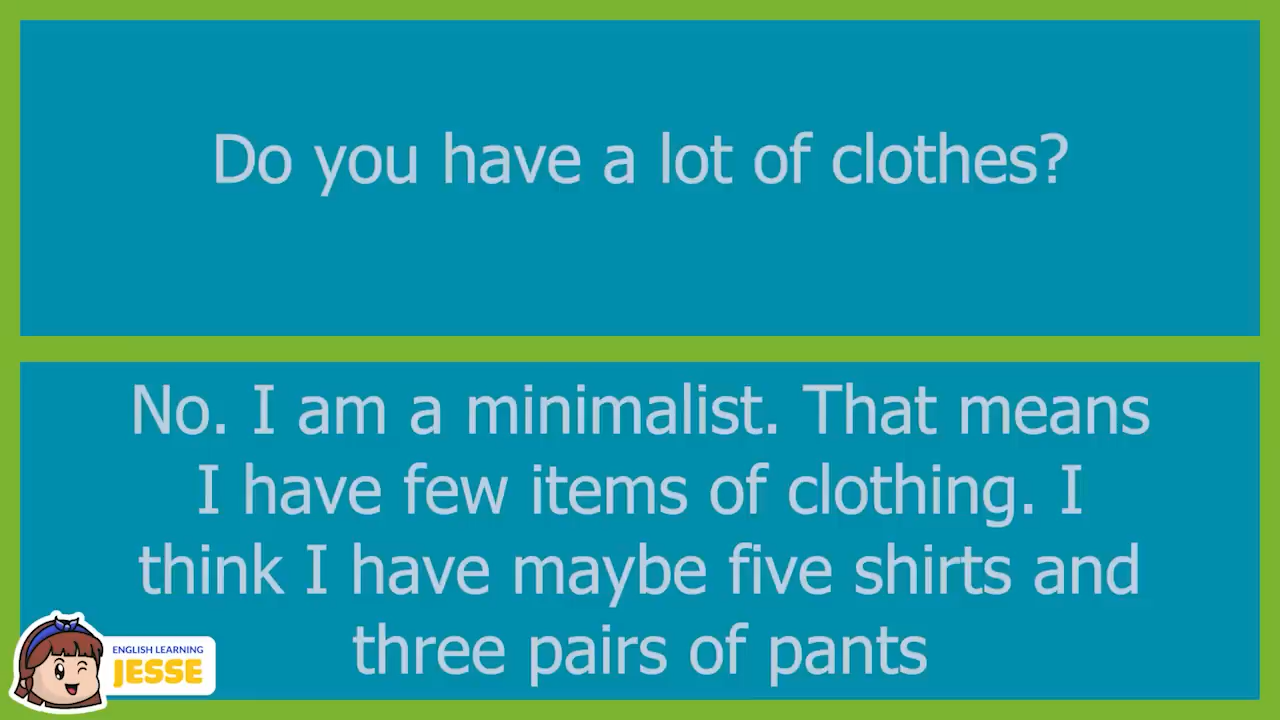 Do you have a lot of clothes?
No. I am a minimalist. That means
I have few items of clothing. I
think I have maybe five shirts and
three pairs of pants
ENGLISH LEARNING
JESSE